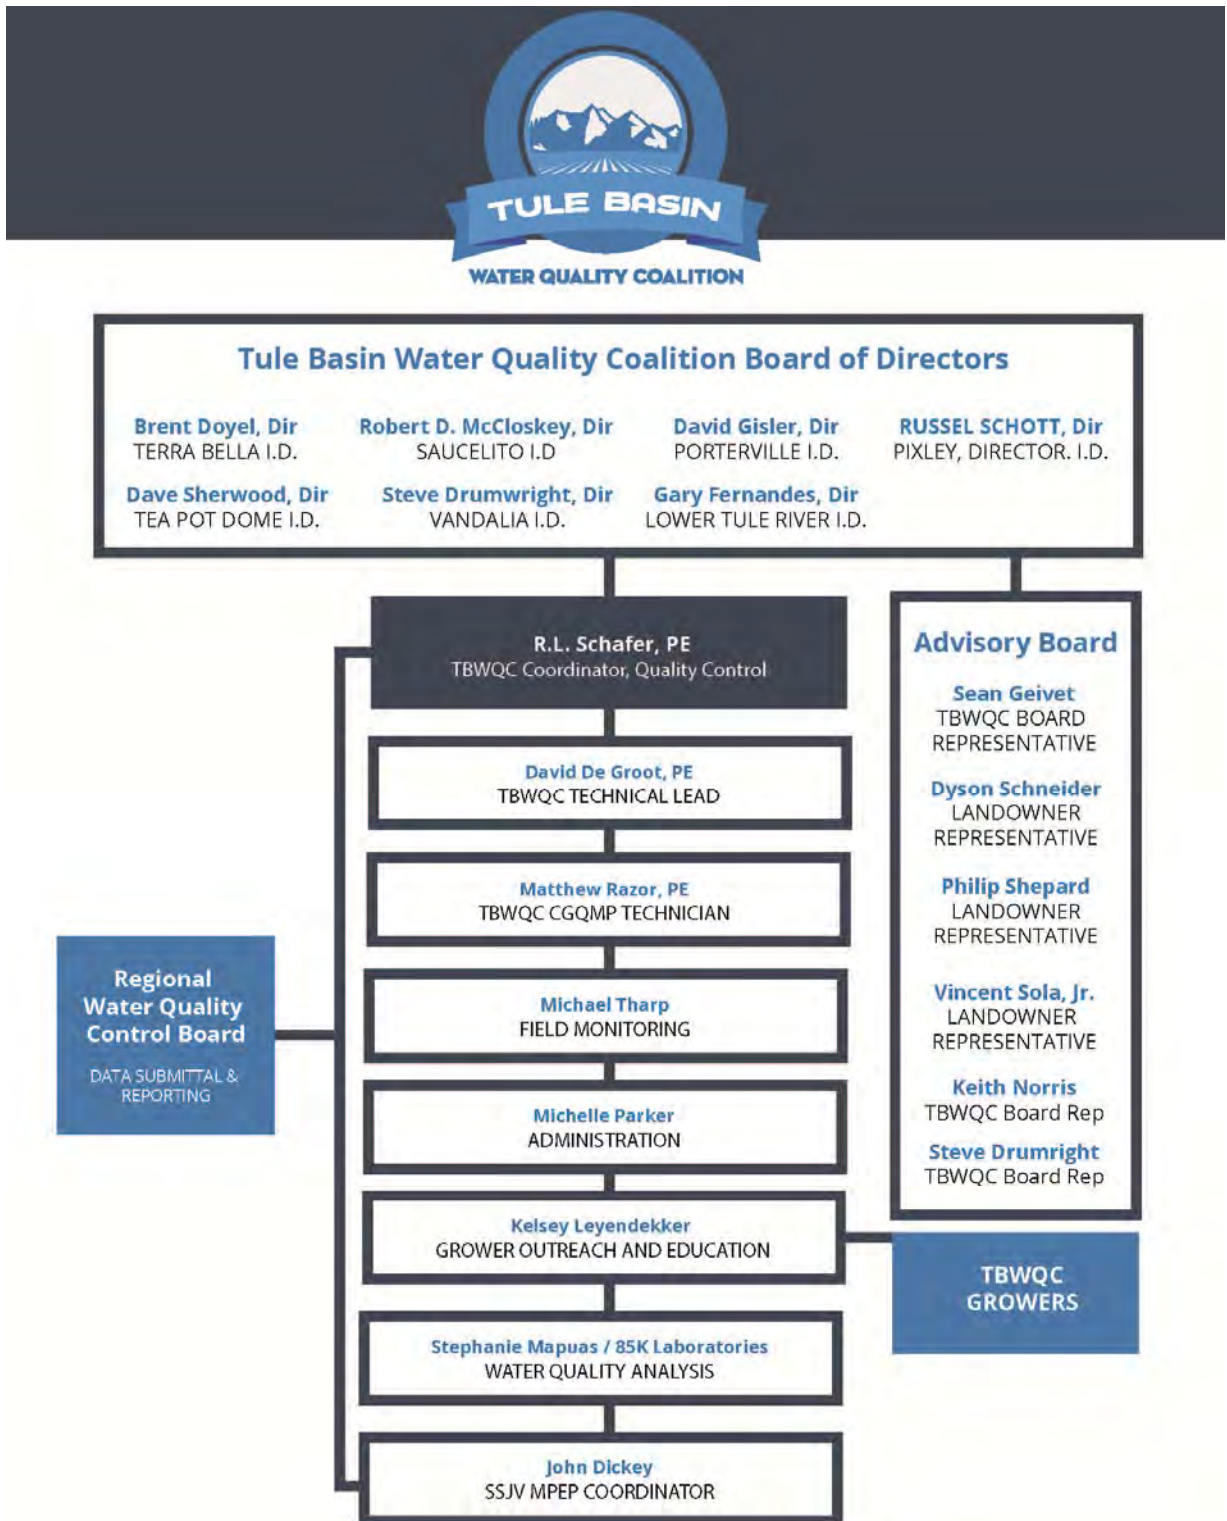 TULE BASIN
WATER QUALITY COALITION
Tule Basin Water Quality Coalition Board of Directors
Brent Doyel, Dir
TERRA BELLA I.D.
Robert D. McCloskey, Dir
SAUCELITO I.D
David Gisler, Dir
PORTERVILLE I.D.
RUSSEL SCHOTT, Dir
PIXLEY, DIRECTOR. I.D.
Dave Sherwood, Dir
TEA POT DOME I.D.
Steve Drumwright, Dir
VANDALIA I.D.
Gary Fernandes, Dir
LOWER TULE RIVER I.D.
R.L. Schafer, PE
TBWQC Coordinator, Quality Control
David De Groot, PE
TBWQC TECHNICAL LEAD
Matthew Razor, PE
TBWQC CGQMP TECHNICIAN
Michael Tharp
FIELD MONITORING
Michelle Parker
ADMINISTRATION
Kelsey Leyendekker
GROWER OUTREACH AND EDUCATION
Stephanie Mapuas / 85K Laboratories
WATER QUALITY ANALYSIS
John Dickey
SSJV MPEP COORDINATOR
Regional
Water Quality
Control Board
DATA SUBMITTAL &
REPORTING
Advisory Board
Sean Geivet
TBWQC BOARD
REPRESENTATIVE
Dyson Schneider
LANDOWNER
REPRESENTATIVE
Philip Shepard
LANDOWNER
REPRESENTATIVE
Vincent Sola, Jr.
LANDOWNER
REPRESENTATIVE
Keith Norris
TBWQC Board Rep
Steve Drumright
TBWQC Board Rep
TBWQC
GROWERS